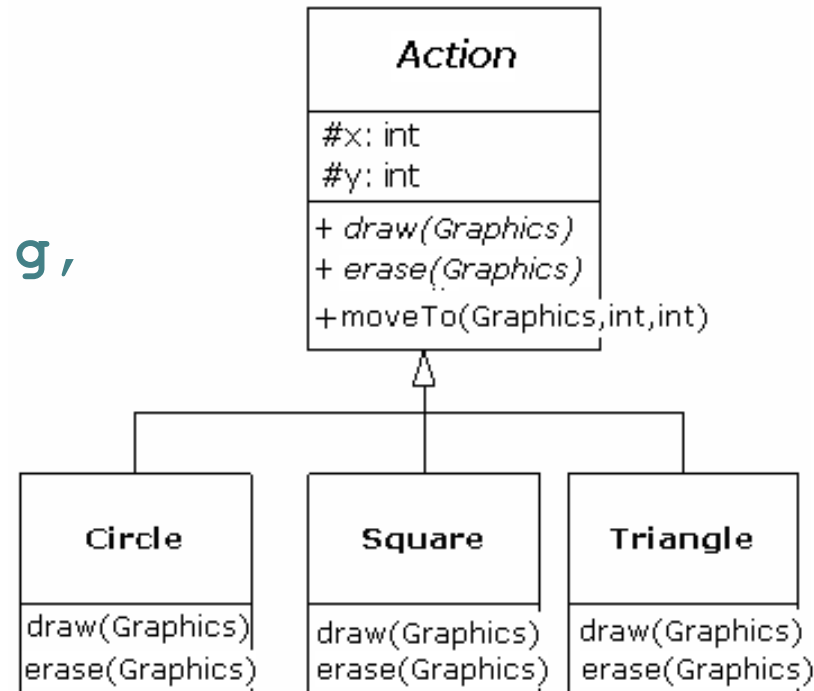 Action
#x: int
#y: int
+ draw(Graphics)
g,
+ erase(Graphics)
+moveTo(Graphics,int,int)
Circle
Square
Triangle
draw(Graphics)
erase(Graphics)
draw(Graphics)
erase(Graphics)
draw(Graphics)
erase(Graphics)